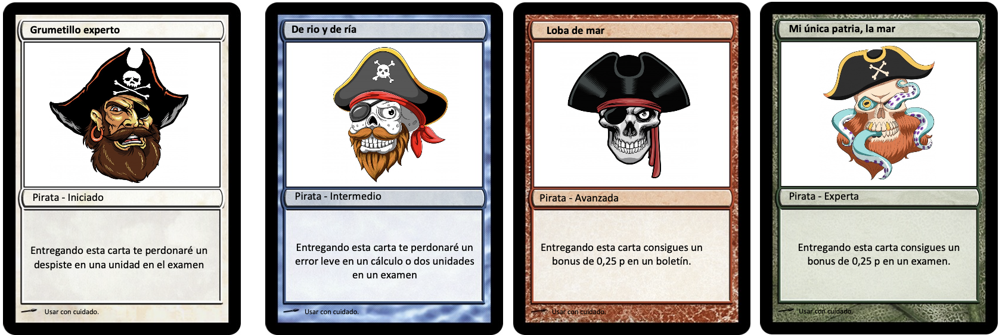 Grumetillo experto
Pirata - Iniciado
Entregando esta carta te perdonaré un
despiste en una unidad en el examen
Usar con cuidado.
De rio y de ría
Pirata - Intermedio
Entregando esta carta te perdonaré un
error leve en un cálculo o dos unidades
en un examen
Usar con cuidado.
Loba de mar
Pirata - Avanzada
Entregando esta carta consigues un
bonus de 0,25 p en un boletín.
Usar con cuidado.
Mi única patria, la mar
Pirata - Experta
Entregando esta carta consigues un
bonus de 0,25 p en un examen.
Usar con cuidado.